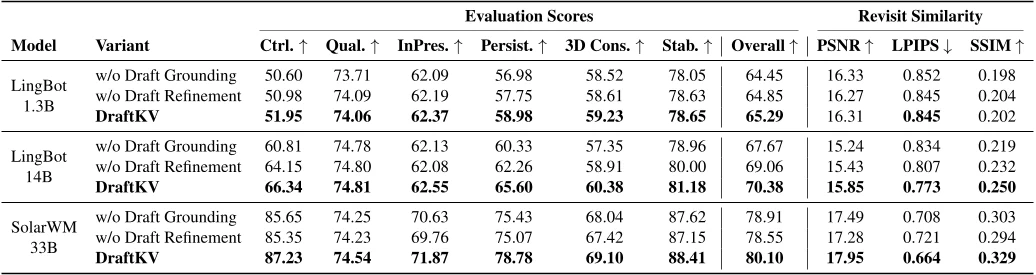 Evaluation Scores Revisit Similarity
Model Variant Ctrl. ↑ Qual. ↑ InPres. ↑ Persist. ↑ 3D Cons. ↑ Stab. ↑ Overall ↑ PSNR ↑ LPIPS ↓ SSIM ↑
LingBot 1.3B
w/o Draft Grounding 50.60 73.71 62.09 56.98 58.52 78.05 64.45 16.33 0.852 0.198
w/o Draft Refinement 50.98 74.09 62.19 57.75 58.61 78.63 64.85 16.27 0.845 0.204
DraftKV 51.95 74.06 62.37 58.98 59.23 78.65 65.29 16.31 0.845 0.202
LingBot 14B
w/o Draft Grounding 60.81 74.78 62.13 60.33 57.35 78.96 67.67 15.24 0.834 0.219
w/o Draft Refinement 64.15 74.80 62.08 62.26 58.91 80.00 69.06 15.43 0.807 0.232
DraftKV 66.34 74.81 62.55 65.60 60.38 81.18 70.38 15.85 0.773 0.250
SolarWM 33B
w/o Draft Grounding 85.65 74.25 70.63 75.43 68.04 87.62 78.91 17.49 0.708 0.303
w/o Draft Refinement 85.35 74.23 69.76 75.07 67.42 87.15 78.55 17.28 0.721 0.294
DraftKV 87.23 74.54 71.87 78.78 69.10 88.41 80.10 17.95 0.664 0.329